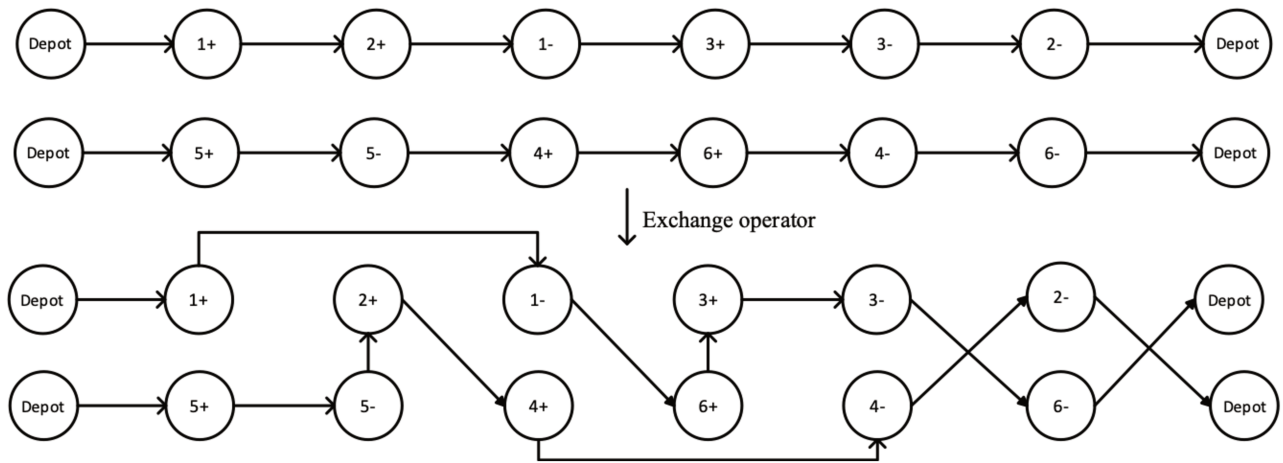 Depot 1+ 2+ 1- 3+ 3- 2- Depot
Depot 5+ 5- 4+ 6+ 4- 6- Depot
Exchange operator
Depot 1+ 2+ 1- 3+ 3- 2- Depot
Depot 5+ 5- 4+ 6+ 4- 6- Depot